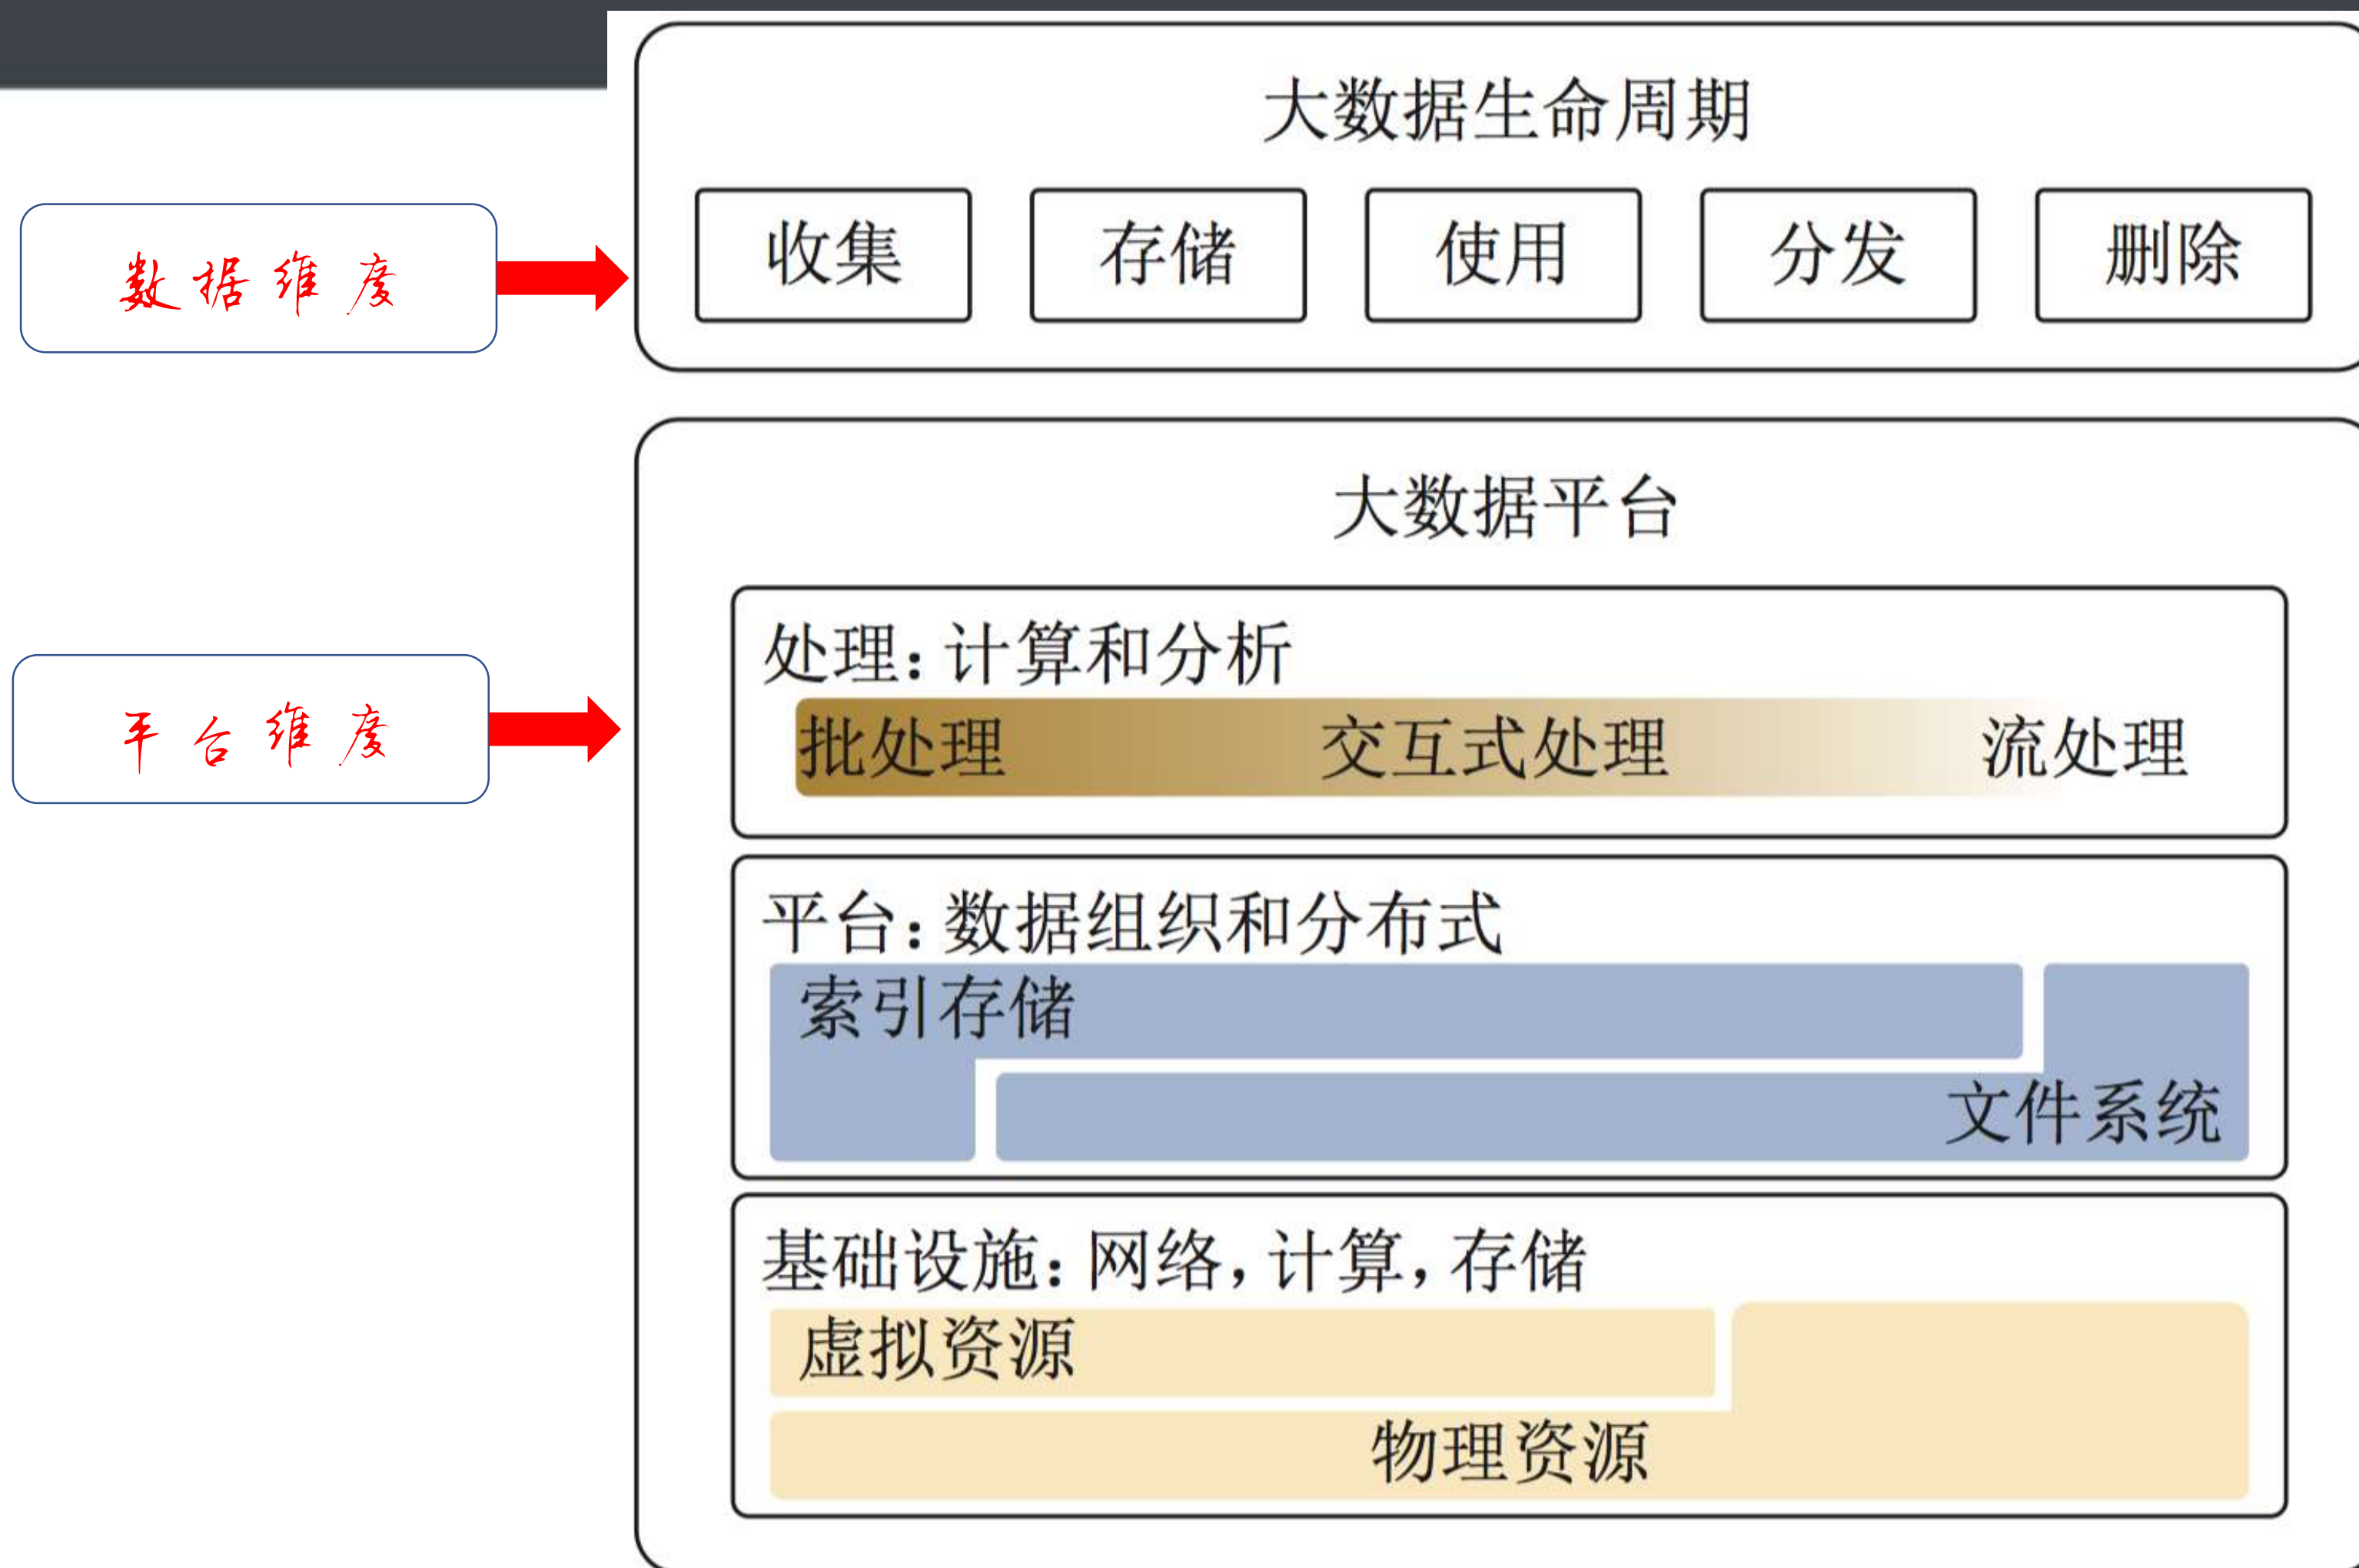 大数据生命周期
数据维度
收集 存储 使用 分发 删除
大数据平台
平台维度
处理：计算和分析
批处理 交互式处理 流处理
平台：数据组织和分布式
索引存储
文件系统
基础设施：网络，计算，存储
虚拟资源
物理资源